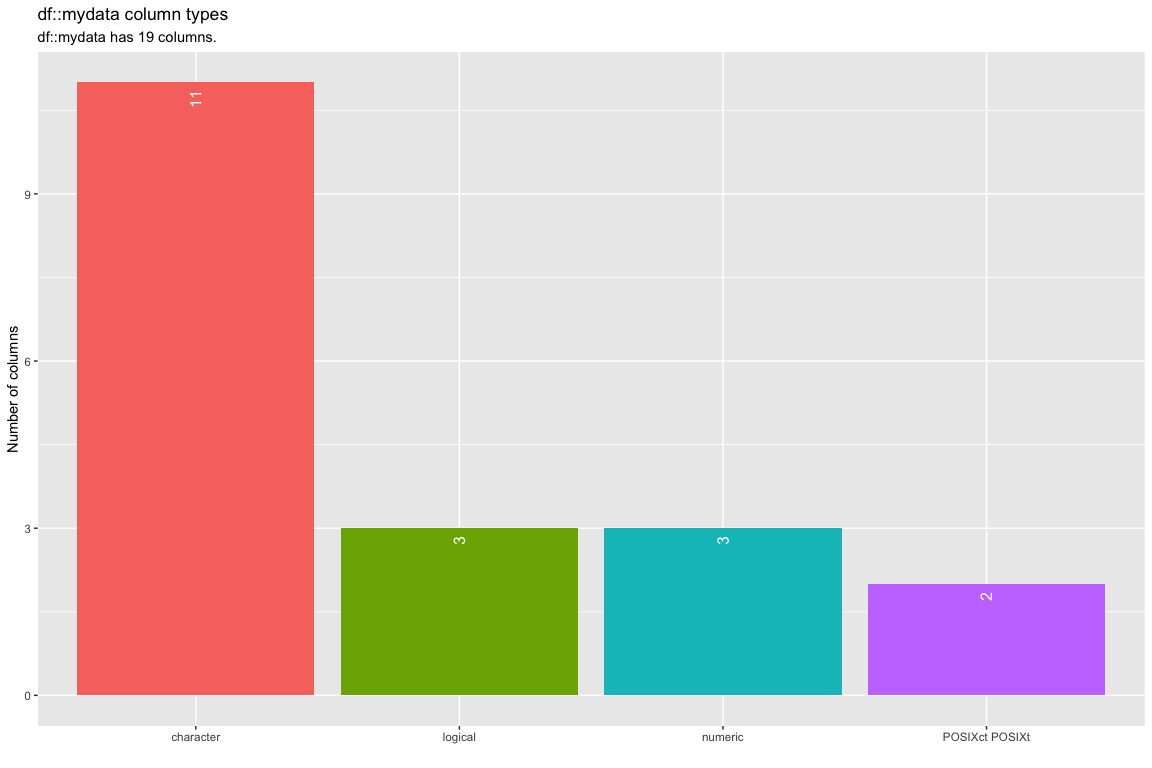 df::mydata column types
df::mydata has 19 columns.
Number of columns
9
6
3
0
11
3
3
2
character
logical
numeric
POSIXct POSIXt